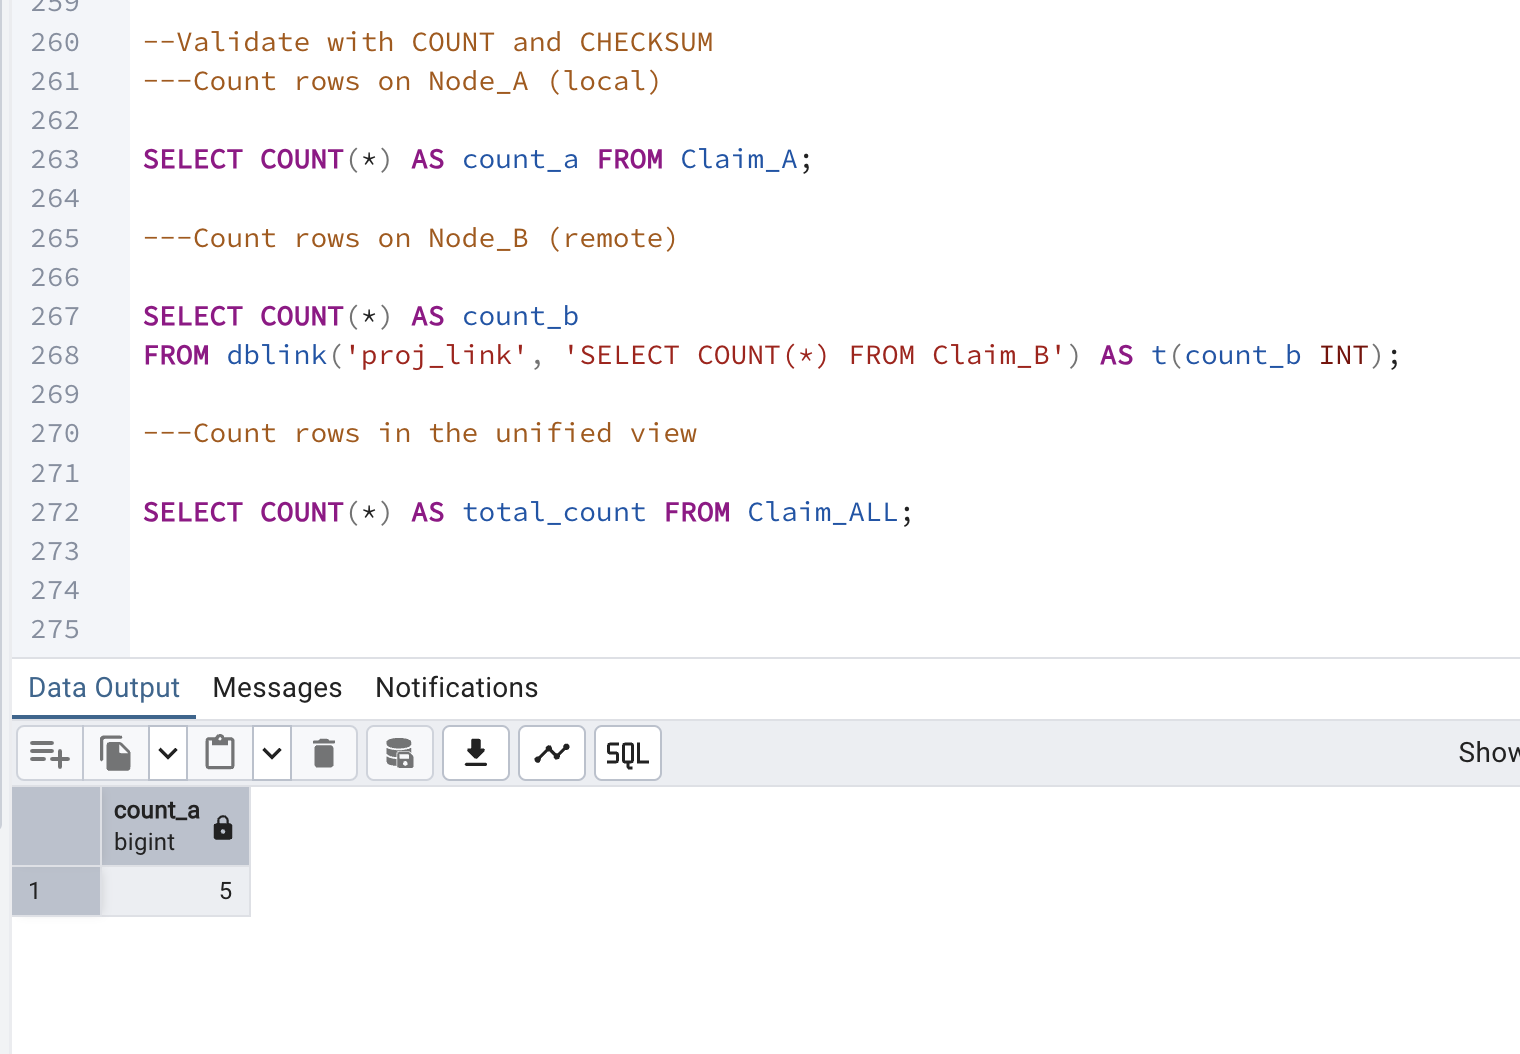 259
260 --Validate with COUNT and CHECKSUM
261 ---Count rows on Node_A (local)
262
263 SELECT COUNT(*) AS count_a FROM Claim_A;
264
265 ---Count rows on Node_B (remote)
266
267 SELECT COUNT(*) AS count_b
268 FROM dblink('proj_link', 'SELECT COUNT(*) FROM Claim_B') AS t(count_b INT);
269
270 ---Count rows in the unified view
271
272 SELECT COUNT(*) AS total_count FROM Claim_ALL;
273
274
275
Data Output Messages Notifications
SQL Show
count_a
bigint
1 5